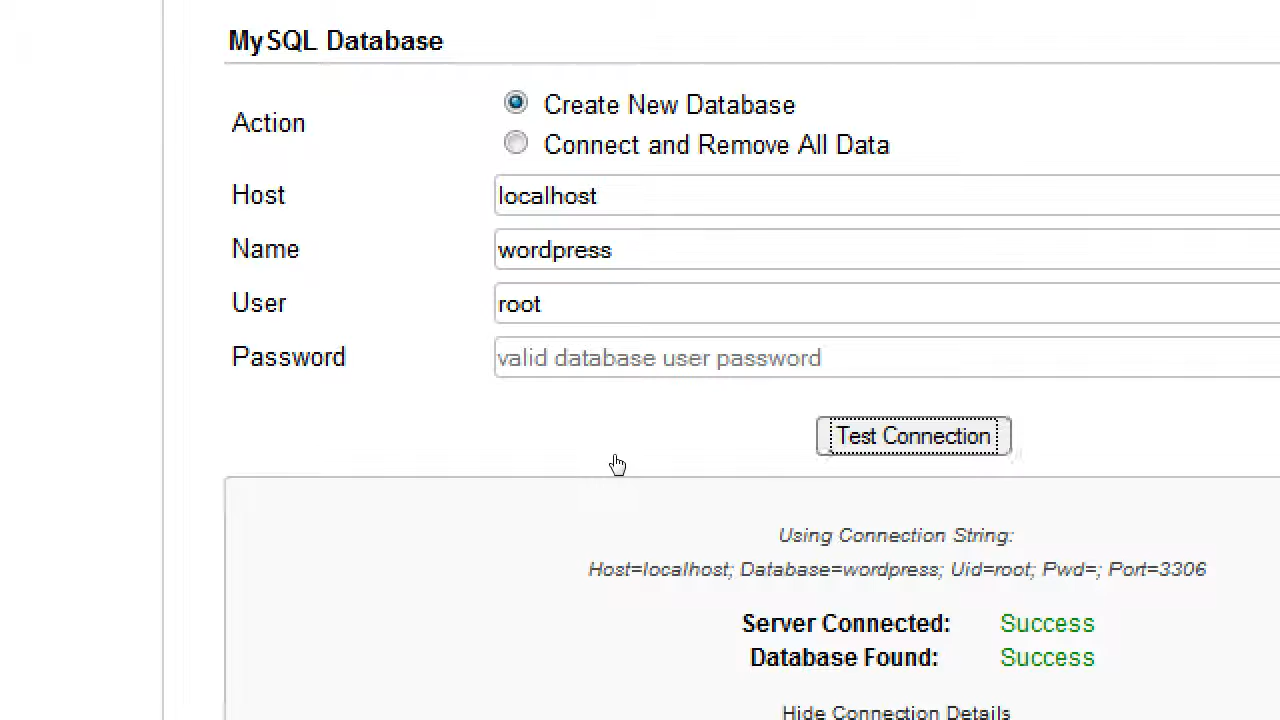 MySQL Database
Action
Create New Database
Connect and Remove All Data
Host
localhost
Name
wordpress
User
root
Password
valid database user password
Test Connection
Using Connection String:
Host=localhost; Database=wordpress; Uid=root; Pwd=; Port=3306
Server Connected: Success
Database Found: Success
Hide Connection Details